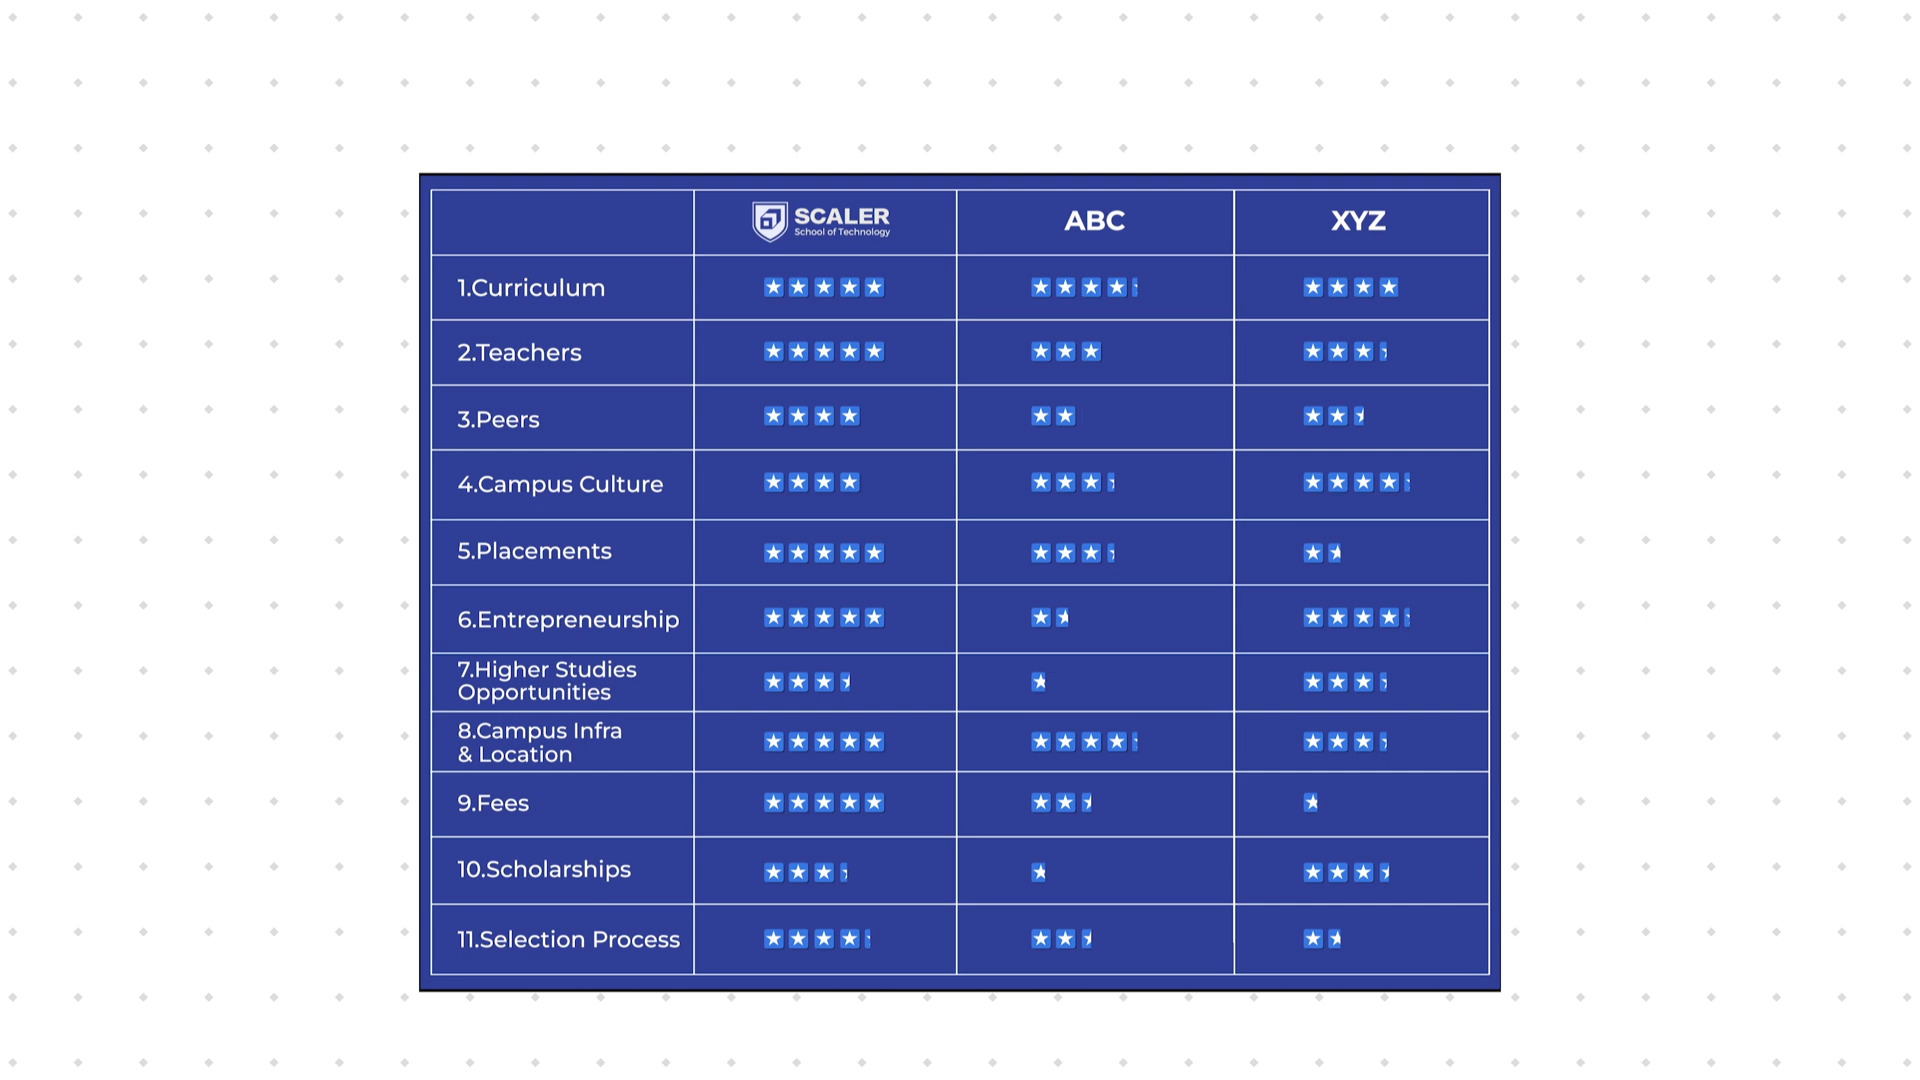 SCALER
School of Technology
ABC
XYZ
1.Curriculum
2.Teachers
3.Peers
4.Campus Culture
5.Placements
6.Entrepreneurship
7.Higher Studies
Opportunities
8.Campus Infra
& Location
9.Fees
10.Scholarships
11.Selection Process